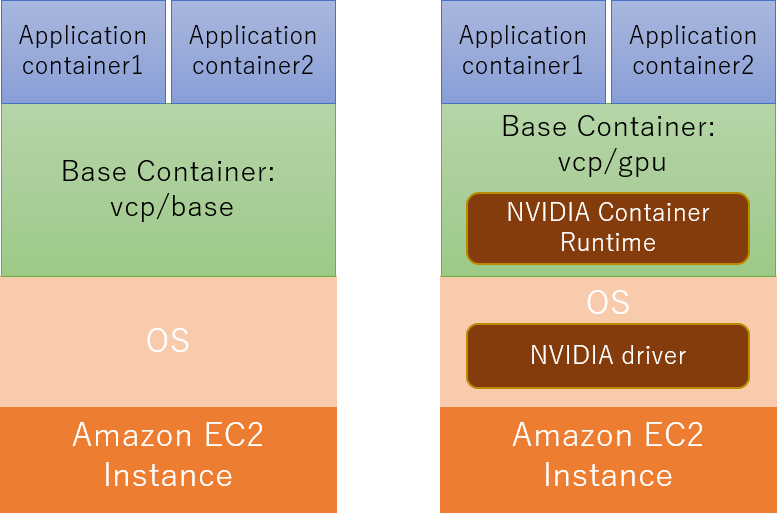 Application
container1
Application
container2
Base Container:
vcp/base
OS
Amazon EC2
Instance
Application
container1
Application
container2
Base Container:
vcp/gpu
NVIDIA Container
Runtime
OS
NVIDIA driver
Amazon EC2
Instance